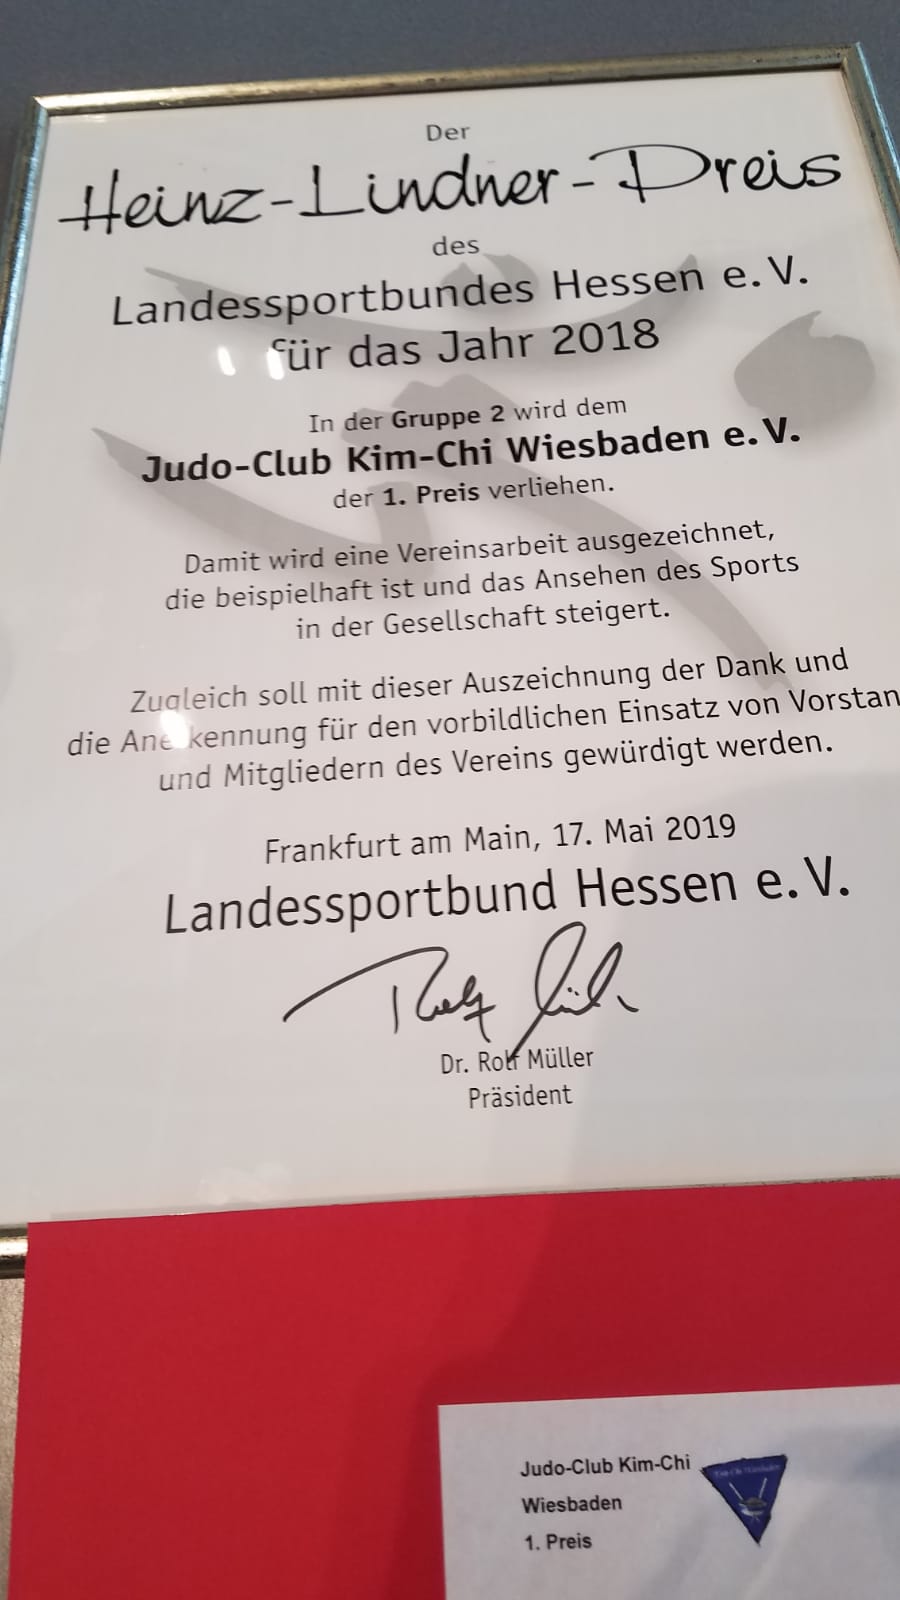 Der
Heinz-Lindner-Preis
des
Landessportbundes Hessen e. V.
für das Jahr 2018
In der Gruppe 2 wird dem
Judo-Club Kim-Chi Wiesbaden e. V.
der 1. Preis verliehen.
Damit wird eine Vereinsarbeit ausgezeichnet,
die beispielhaft ist und das Ansehen des Sports
in der Gesellschaft steigert.
Zugleich soll mit dieser Auszeichnung der Dank und
die Anerkennung für den vorbildlichen Einsatz von Vorstan
und Mitgliedern des Vereins gewürdigt werden.
Frankfurt am Main, 17. Mai 2019
Landessportbund Hessen e. V.
Dr. Rolf Müller
Präsident
Judo-Club Kim-Chi
Wiesbaden
1. Preis